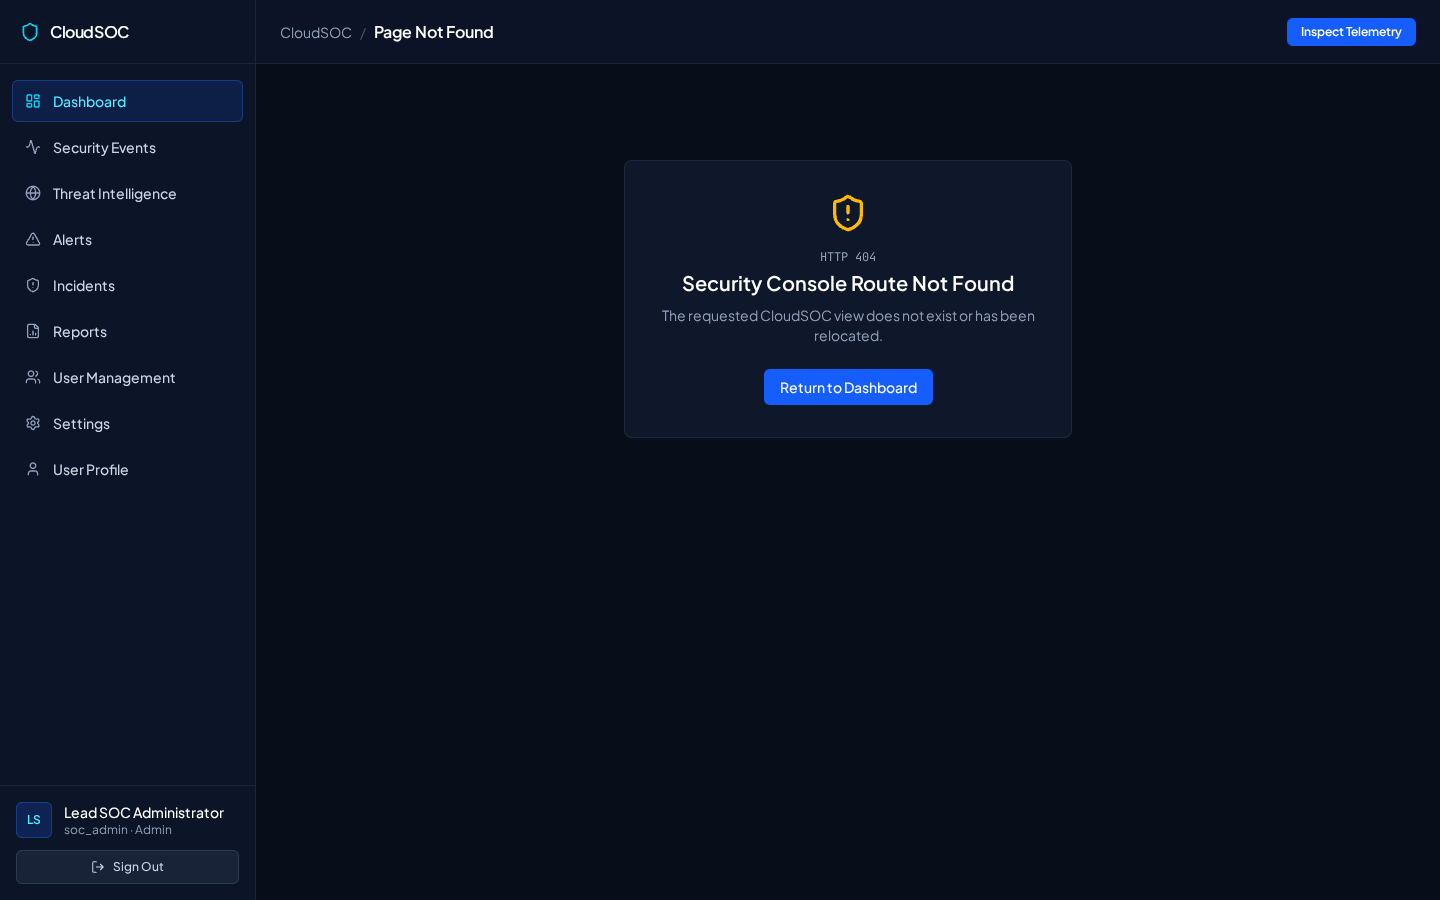 CloudSOC
CloudSOC / Page Not Found
Inspect Telemetry
Dashboard
Security Events
Threat Intelligence
Alerts
Incidents
Reports
User Management
Settings
User Profile
HTTP 404
Security Console Route Not Found
The requested CloudSOC view does not exist or has been
relocated.
Return to Dashboard
LS
Lead SOC Administrator
soc_admin · Admin
Sign Out